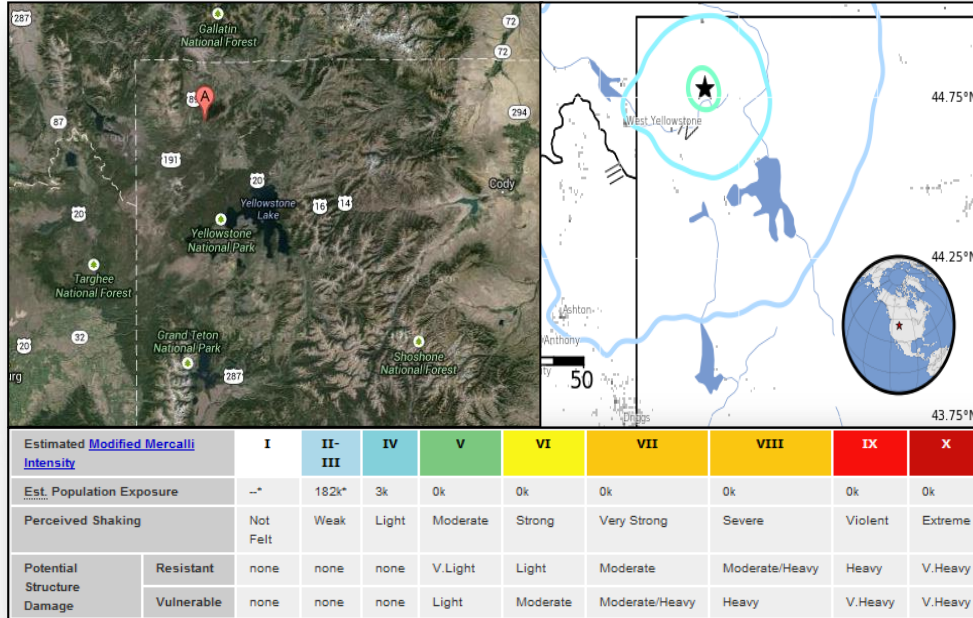 287
Gallatin
National Forest
72
72
A
89
87
294
191
20
Cody
Yellowstone
Lake
16
14
20
Yellowstone
National Park
Targhee
National Forest
32
Grand Teton
National Park
20
Shoshone
National Forest
287
urg
44.75°N
West Yellowstone
44.25°N
Ashton
Anthony
50
43.75°N
Driggs
Estimated Modified Mercalli
Intensity
I
II-
III
IV
V
VI
VII
VIII
IX
X
Est. Population Exposure
--*
182k*
3k
0k
0k
0k
0k
0k
0k
Perceived Shaking
Not
Felt
Weak
Light
Moderate
Strong
Very Strong
Severe
Violent
Extreme
Potential
Structure
Damage
Resistant
none
none
none
V.Light
Light
Moderate
Moderate/Heavy
Heavy
V.Heavy
Vulnerable
none
none
none
Light
Moderate
Moderate/Heavy
Heavy
V.Heavy
V.Heavy